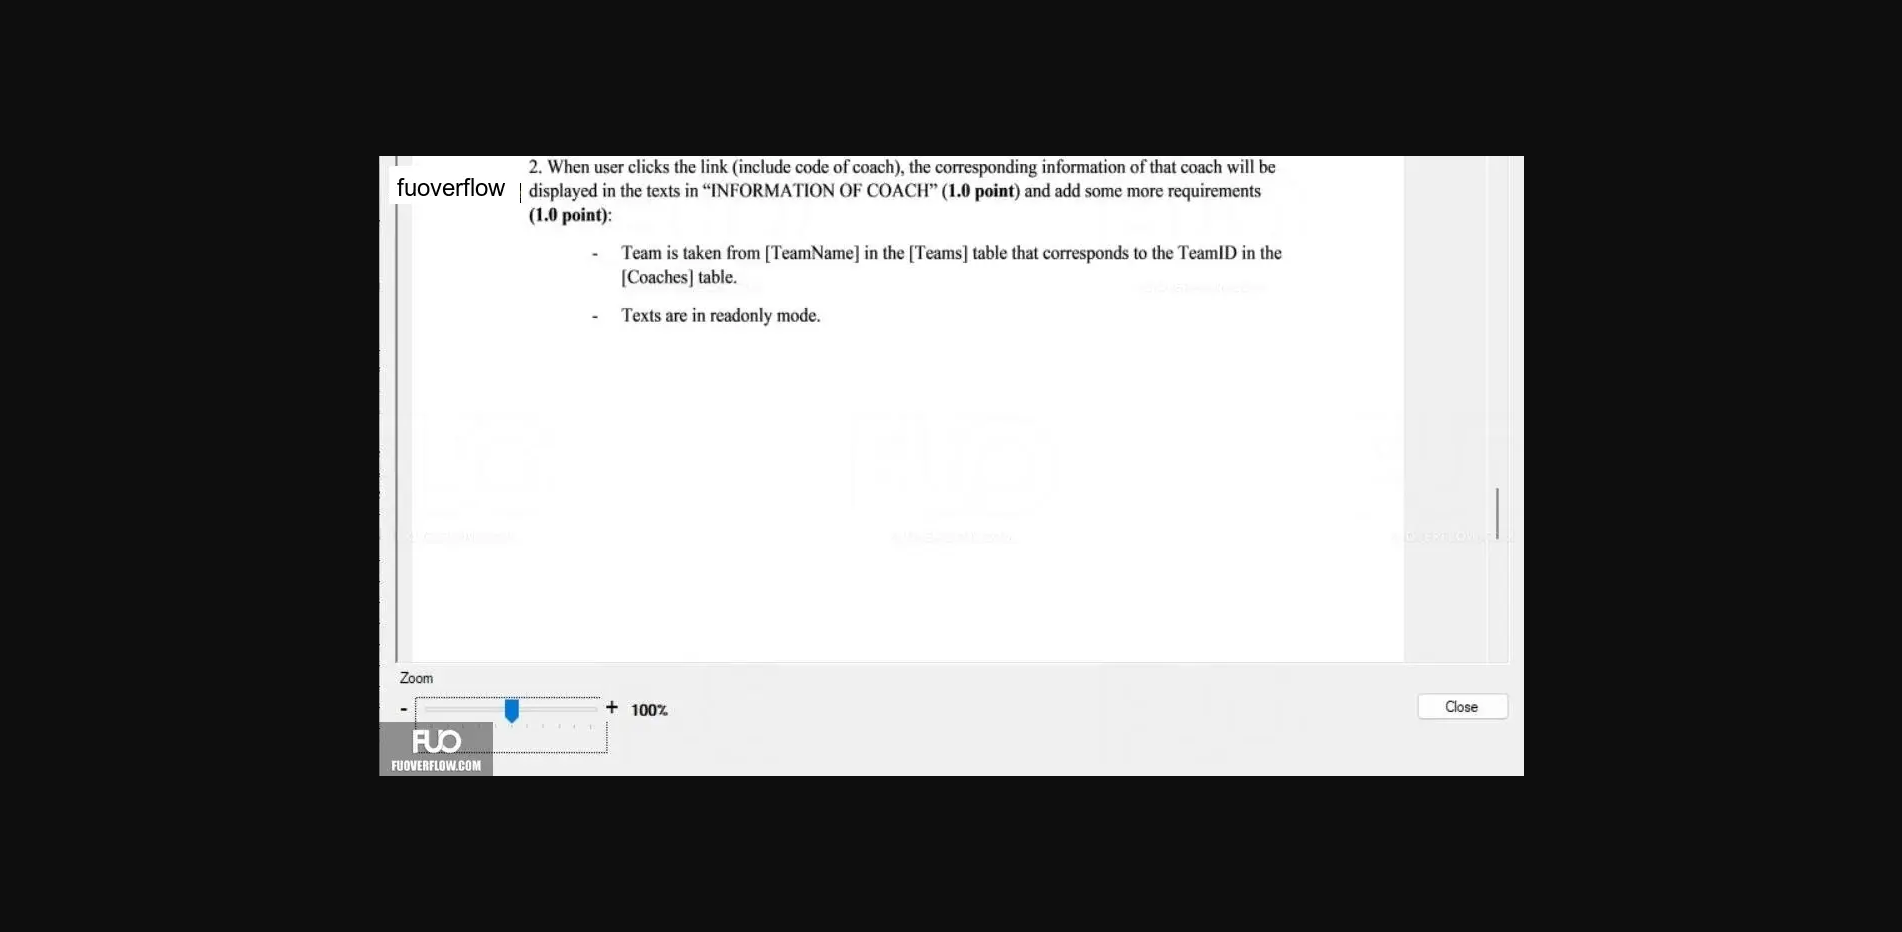 2. When user clicks the link (include code of coach), the corresponding information of that coach will be
fuoverflow
displayed in the texts in “INFORMATION OF COACH” (1.0 point) and add some more requirements
(1.0 point):
- Team is taken from [TeamName] in the [Teams] table that corresponds to the TeamID in the
[Coaches] table.
- Texts are in readonly mode.
Zoom
- + 100%
Close
FUO
FUOVERFLOW.COM